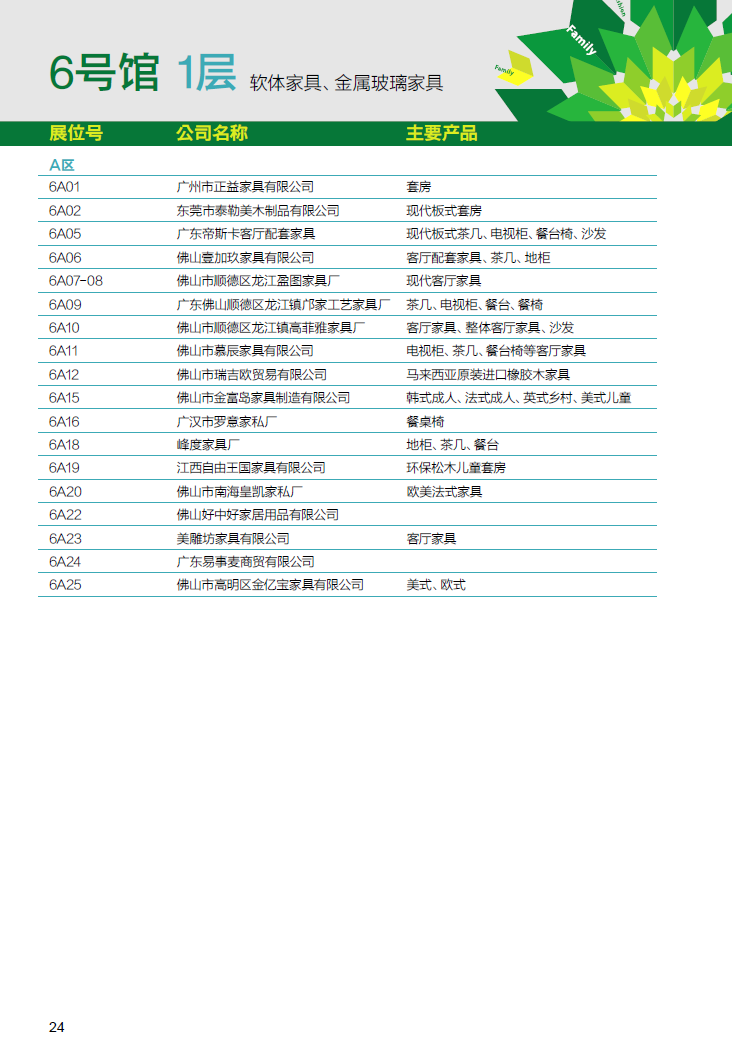 6号馆 1层 软体家具、金属玻璃家具
Family
Family
展位号 公司名称 主要产品
A区
6A01 广州市正益家具有限公司 套房
6A02 东莞市泰勒美木制品有限公司 现代板式套房
6A05 广东帝斯卡客厅配套家具 现代板式茶几、电视柜、餐台椅、沙发
6A06 佛山壹加玖家具有限公司 客厅配套家具、茶几、地柜
6A07-08 佛山市顺德区龙江盈图家具厂 现代客厅家具
6A09 广东佛山顺德区龙江镇邝家工艺家具厂 茶几、电视柜、餐台、餐椅
6A10 佛山市顺德区龙江镇高菲雅家具厂 客厅家具、整体客厅家具、沙发
6A11 佛山市慕辰家具有限公司 电视柜、茶几、餐台椅等客厅家具
6A12 佛山市瑞吉欧贸易有限公司 马来西亚原装进口橡胶木家具
6A15 佛山市金富岛家具制造有限公司 韩式成人、法式成人、英式乡村、美式儿童
6A16 广汉市罗意家私厂 餐桌椅
6A18 峰度家具厂 地柜、茶几、餐台
6A19 江西自由王国家具有限公司 环保松木儿童套房
6A20 佛山市南海皇凯家私厂 欧美法式家具
6A22 佛山好中好家居用品有限公司
6A23 美雕坊家具有限公司 客厅家具
6A24 广东易事麦商贸有限公司
6A25 佛山市高明区金亿宝家具有限公司 美式、欧式
24